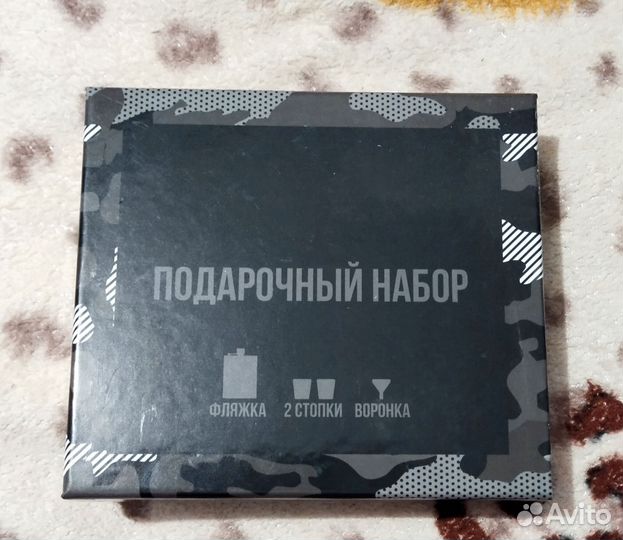 ПОДАРОЧНЫЙ НАБОР
ФЛЯЖКА 2 СТОПКИ ВОРОНКА
Avito